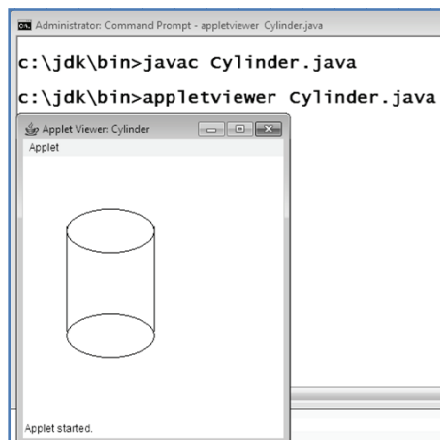 Administrator: Command Prompt - appletviewer Cylinder.java
c:\jdk\bin>javac Cylinder.java
c:\jdk\bin>appletviewer Cylinder.java
Applet Viewer: Cylinder
Applet
Applet started.